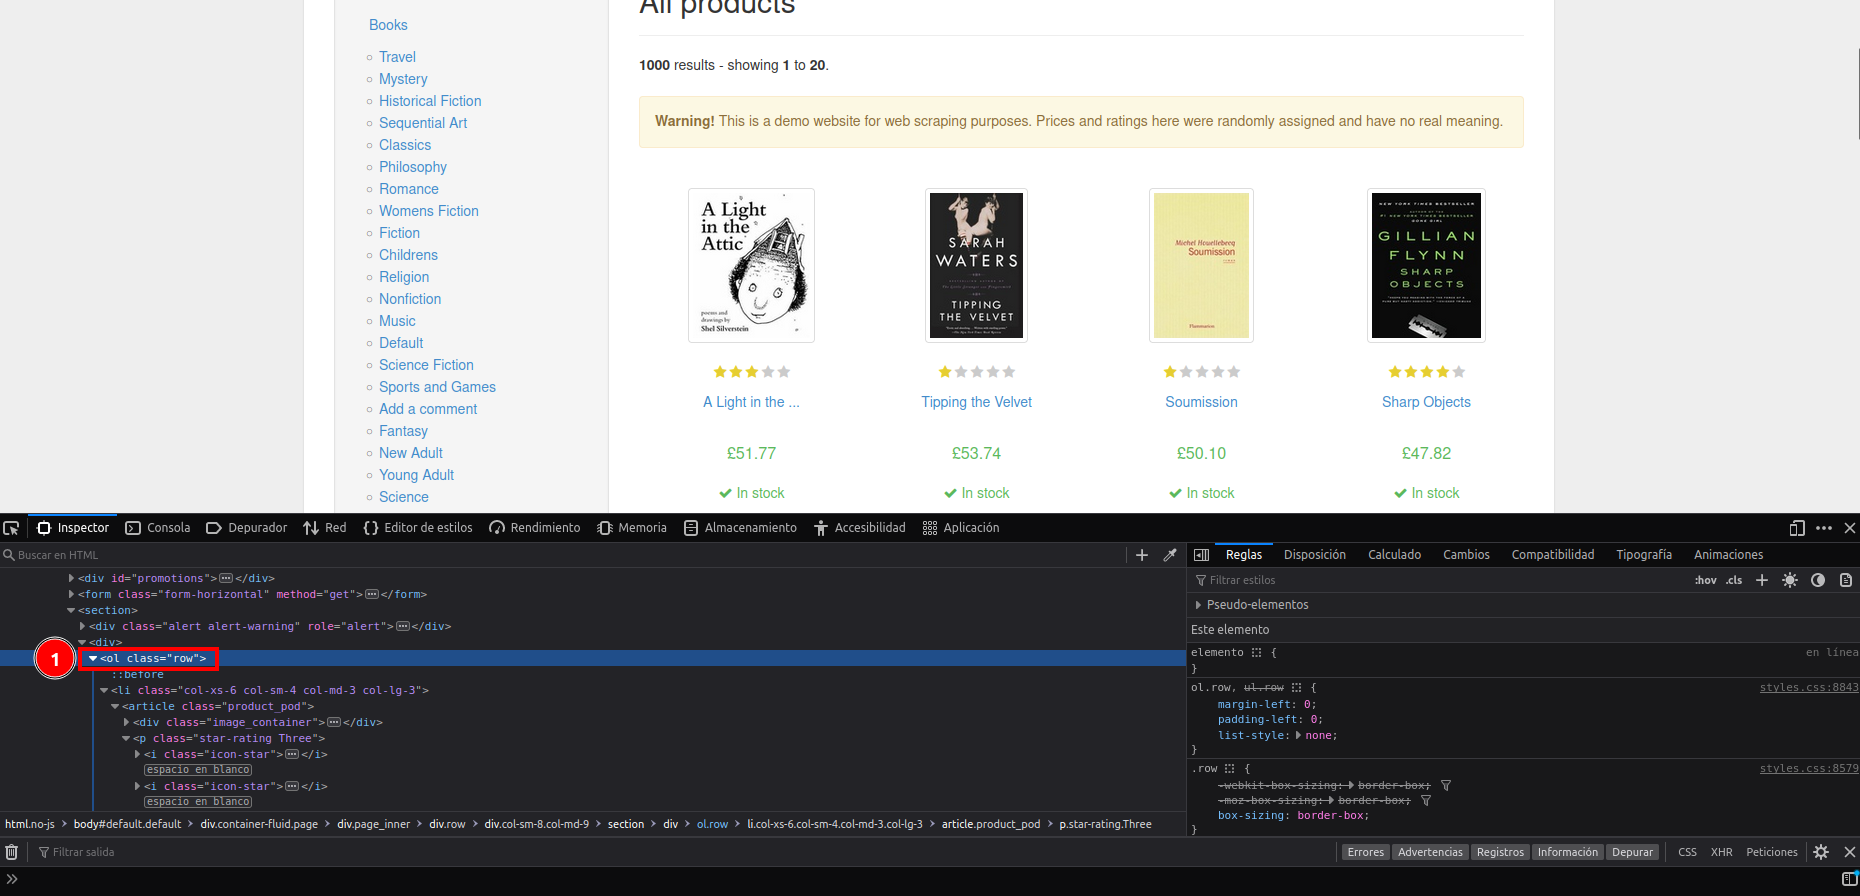 All products
Books
Travel
Mystery
Historical Fiction
Sequential Art
Classics
Philosophy
Romance
Womens Fiction
Fiction
Childrens
Religion
Nonfiction
Music
Default
Science Fiction
Sports and Games
Add a comment
Fantasy
New Adult
Young Adult
Science
1000 results - showing 1 to 20.
Warning! This is a demo website for web scraping purposes. Prices and ratings here were randomly assigned and have no real meaning.
A Light
in the
Attic
poems and
drawings by
Shel Silverstein
SARAH
WATERS
TIPPING
THE VELVET
Michel Houellebecq
Soumission
Flammarion
NEW YORK TIMES BESTSELLER
GONE GIRL
GILLIAN
FLYNN
SHARP
OBJECTS
A Light in the ...
Tipping the Velvet
Soumission
Sharp Objects
£51.77
£53.74
£50.10
£47.82
In stock
In stock
In stock
In stock
Inspector
Consola
Depurador
Red
Editor de estilos
Rendimiento
Memoria
Almacenamiento
Accesibilidad
Aplicación
Buscar en HTML
<div id="promotions"></div>
<form class="form-horizontal" method="get"></form>
<section>
<div class="alert alert-warning" role="alert"></div>
<div>
1
<ol class="row">
::before
<li class="col-xs-6 col-sm-4 col-md-3 col-lg-3">
<article class="product_pod">
<div class="image_container"></div>
<p class="star-rating Three">
<i class="icon-star"></i>
espacio en blanco
<i class="icon-star"></i>
espacio en blanco
html.no-js > body#default.default > div.container-fluid.page > div.page_inner > div.row > div.col-sm-8.col-md-9 > section > div > ol.row > li.col-xs-6.col-sm-4.col-md-3.col-lg-3 > article.product_pod > p.star-rating.Three
Reglas
Disposición
Calculado
Cambios
Compatibilidad
Tipografía
Animaciones
Filtrar estilos
:hov .cls
Pseudo-elementos
Este elemento
elemento { en línea
}
ol.row, ul.row { styles.css:8843
margin-left: 0;
padding-left: 0;
list-style: none;
}
.row { styles.css:8579
-webkit-box-sizing: border-box;
-moz-box-sizing: border-box;
box-sizing: border-box;
}
Filtrar salida
Errores
Advertencias
Registros
Información
Depurar
CSS
XHR
Peticiones